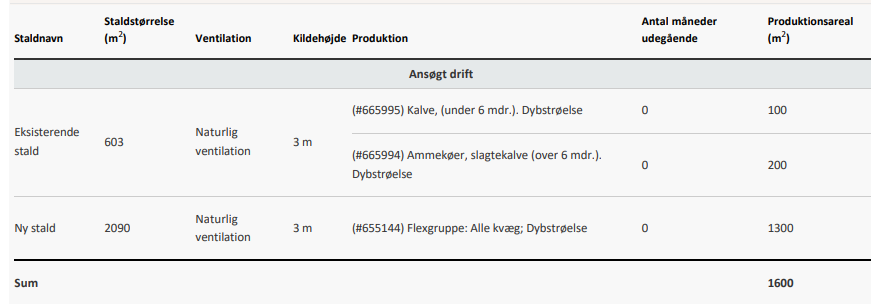 Staldnavn Staldstørrelse (m²) Ventilation Kildehøjde Produktion Antal måneder udegående Produktionsareal (m²)
Ansøgt drift
Eksisterende stald 603 Naturlig ventilation 3 m (#665995) Kalve, (under 6 mdr.). Dybstrøelse 0 100
(#665994) Ammekøer, slagtekalve (over 6 mdr.). Dybstrøelse 0 200
Ny stald 2090 Naturlig ventilation 3 m (#655144) Flexgruppe: Alle kvæg; Dybstrøelse 0 1300
Sum 1600